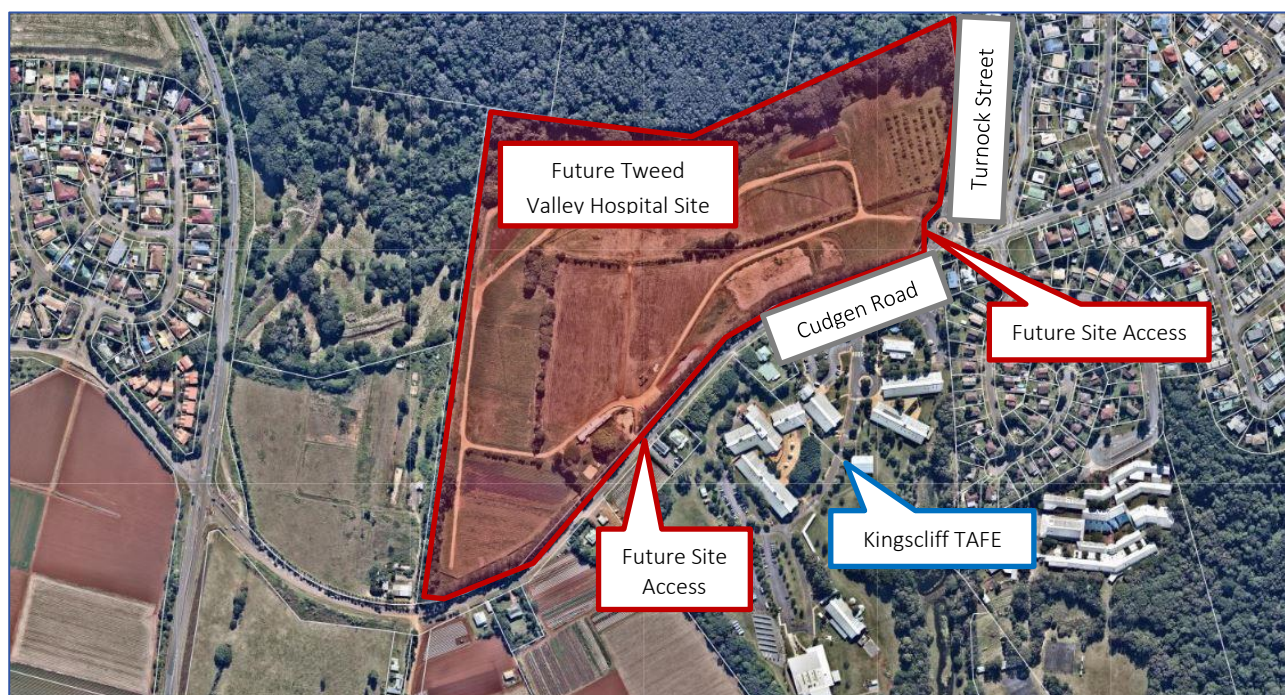 Turnock Street
Future Tweed
Valley Hospital Site
Cudgen Road
Future Site Access
Kingscliff TAFE
Future Site
Access